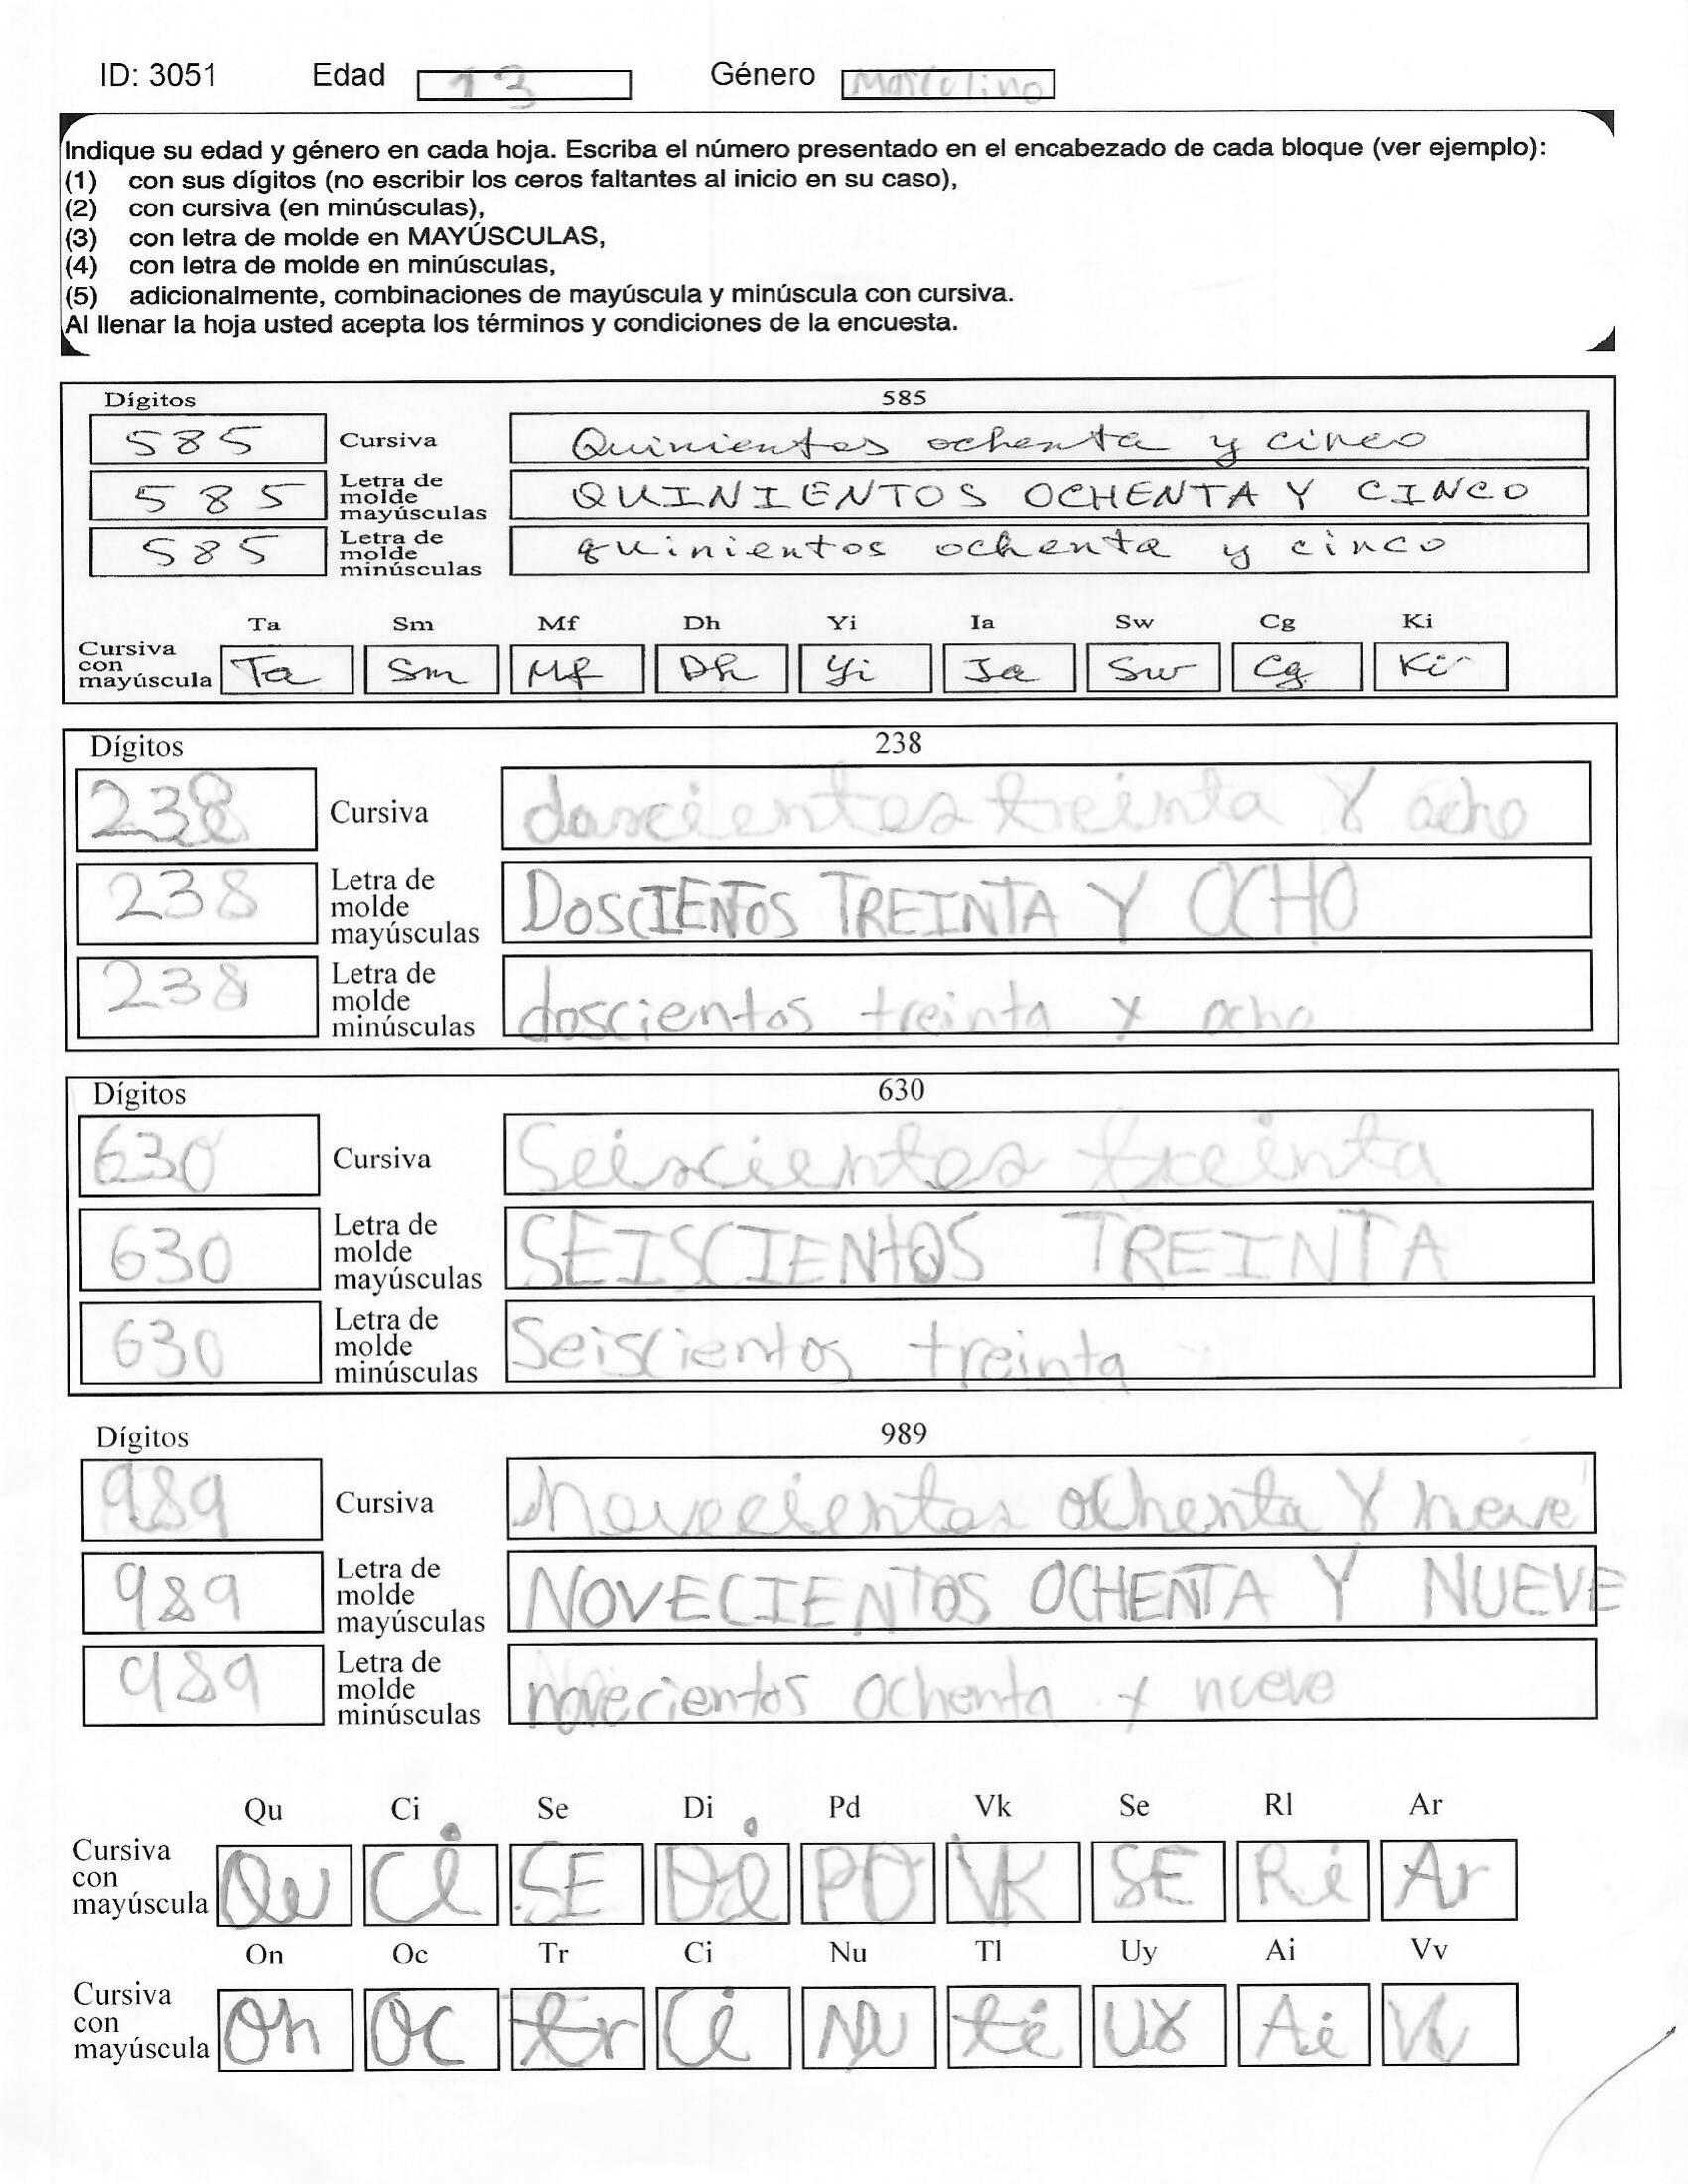 ID: 3051 Edad 13 Género Masculino
Indique su edad y género en cada hoja. Escriba el número presentado en el encabezado de cada bloque (ver ejemplo):
(1) con sus dígitos (no escribir los ceros faltantes al inicio en su caso),
(2) con cursiva (en minúsculas),
(3) con letra de molde en MAYÚSCULAS,
(4) con letra de molde en minúsculas,
(5) adicionalmente, combinaciones de mayúscula y minúscula con cursiva.
Al llenar la hoja usted acepta los términos y condiciones de la encuesta.
Dígitos 585
585 Cursiva Quinientos ochenta y cinco
585 Letra de molde mayúsculas QUINIENTOS OCHENTA Y CINCO
585 Letra de molde minúsculas quinientos ochenta y cinco
Ta Sm Mf Dh Yi Ia Sw Cg Ki
Cursiva con mayúscula Ta Sm Mf Dh Yi Ia Sw Cg Ki
Dígitos 238
238 Cursiva doscientos treinta Y ocho
238 Letra de molde mayúsculas DOSCIENTOS TREINTA Y OCHO
238 Letra de molde minúsculas doscientos treinta y ocho
Dígitos 630
630 Cursiva Seiscientos treinta
630 Letra de molde mayúsculas SEISCIENtOS TREINTA
630 Letra de molde minúsculas Seiscientos treinta
Dígitos 989
989 Cursiva novecientos ochenta Y neve
989 Letra de molde mayúsculas NOVECIENTOS OCHENTA Y NUEVE
989 Letra de molde minúsculas novecientos ochenta y nueve
Qu Ci Se Di Pd Vk Se Rl Ar
Cursiva con mayúscula Qu Ci SE Di PD VK SE Ri Ar
On Oc Tr Ci Nu Tl Uy Ai Vv
Cursiva con mayúscula On Oc tr Ci NU ti UY Ai Vv